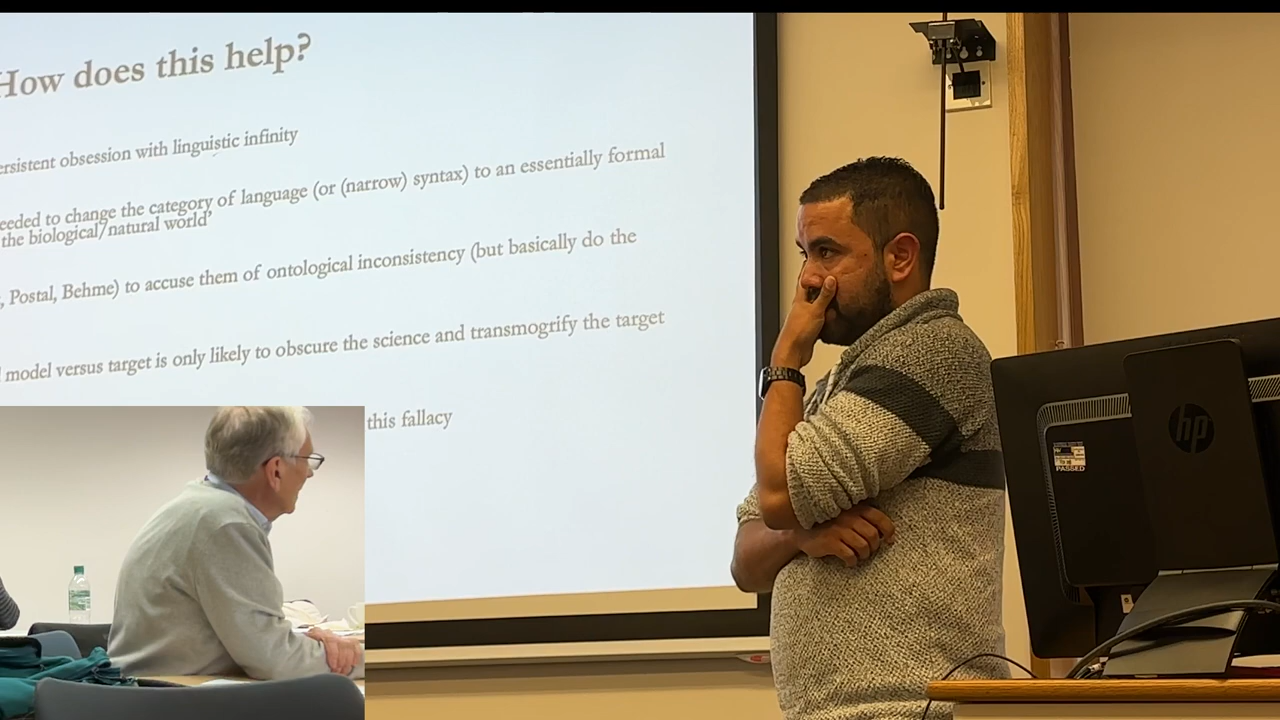 How does this help?
ersistent obsession with linguistic infinity
eeded to change the category of language (or (narrow) syntax) to an essentially formal
the biological/natural world'
, Postal, Behme) to accuse them of ontological inconsistency (but basically do the
model versus target is only likely to obscure the science and transmogrify the target
this fallacy
hp
PASSED